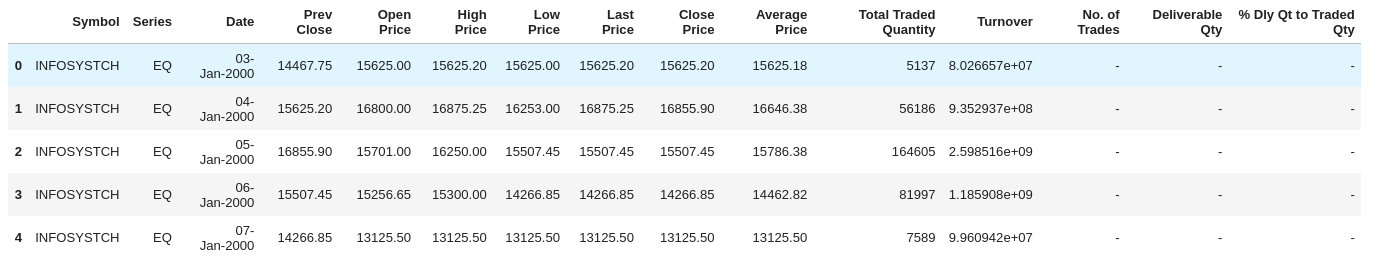 Symbol Series Date Prev Close Open Price High Price Low Price Last Price Close Price Average Price Total Traded Quantity Turnover No. of Trades Deliverable Qty % Dly Qt to Traded Qty
0 INFOSYSTCH EQ 03-Jan-2000 14467.75 15625.00 15625.20 15625.00 15625.20 15625.20 15625.18 5137 8.026657e+07 - - -
1 INFOSYSTCH EQ 04-Jan-2000 15625.20 16800.00 16875.25 16253.00 16875.25 16855.90 16646.38 56186 9.352937e+08 - - -
2 INFOSYSTCH EQ 05-Jan-2000 16855.90 15701.00 16250.00 15507.45 15507.45 15507.45 15786.38 164605 2.598516e+09 - - -
3 INFOSYSTCH EQ 06-Jan-2000 15507.45 15256.65 15300.00 14266.85 14266.85 14266.85 14462.82 81997 1.185908e+09 - - -
4 INFOSYSTCH EQ 07-Jan-2000 14266.85 13125.50 13125.50 13125.50 13125.50 13125.50 13125.50 7589 9.960942e+07 - - -